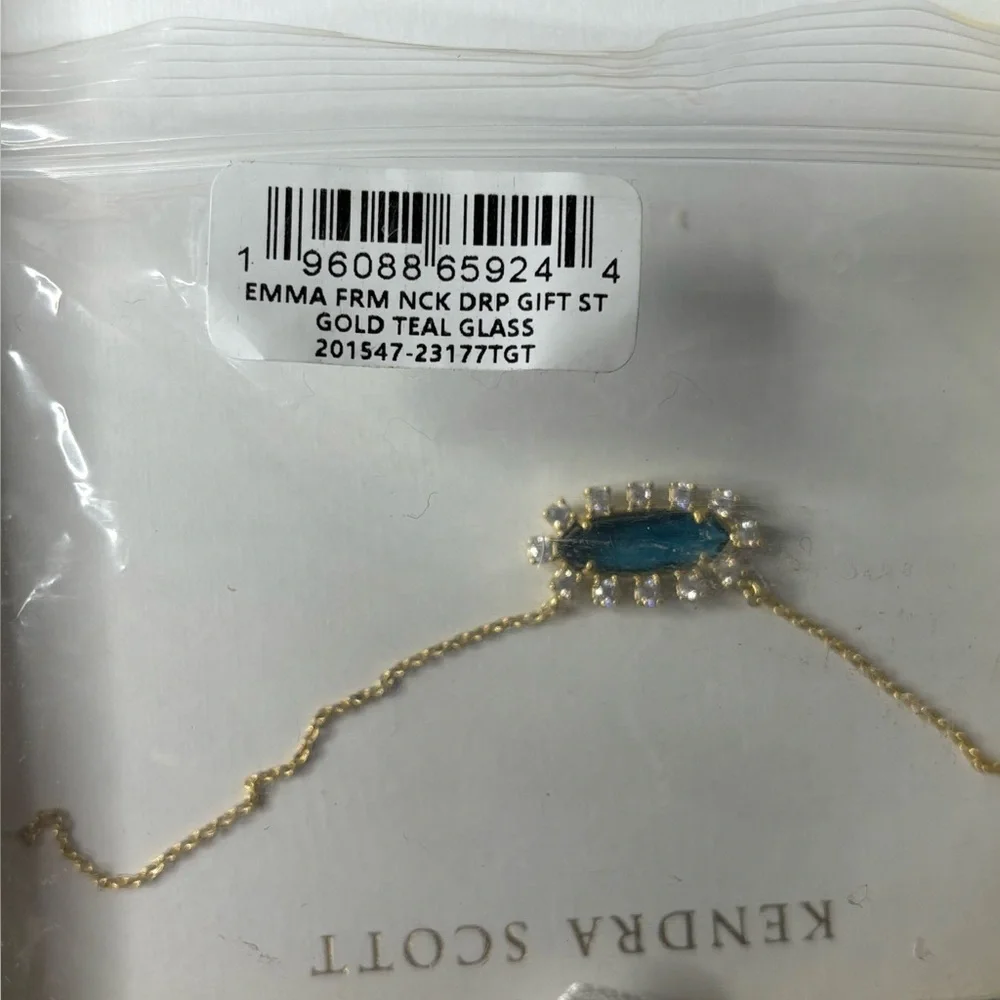 1 96088 65924 4
EMMA FRM NCK DRP GIFT ST
GOLD TEAL GLASS
201547-23177TGT
KENDRA SCOTT